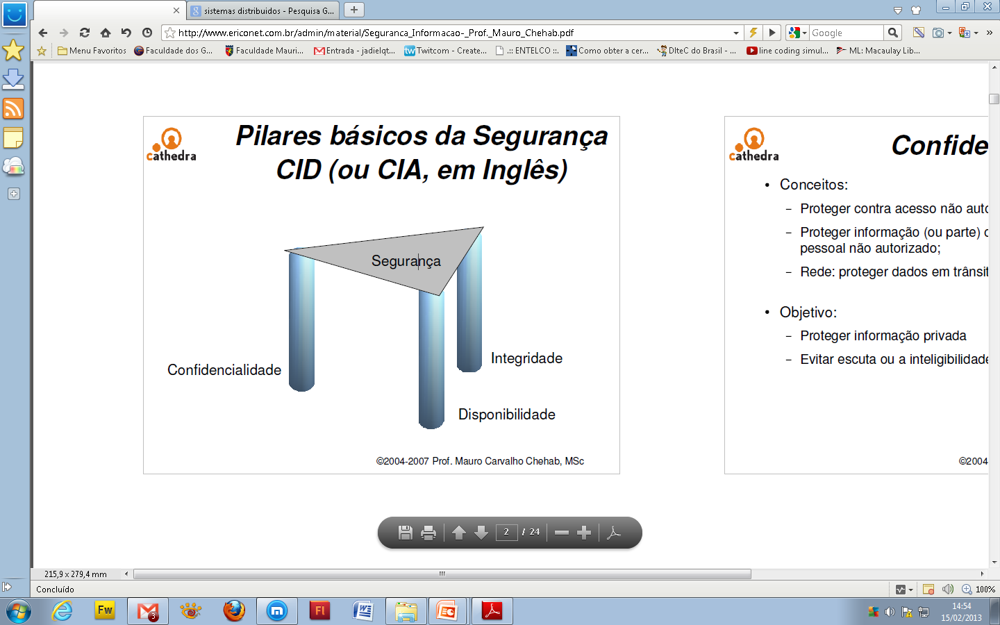 sistemas distribuidos - Pesquisa G...
http://www.ericonet.com.br/admin/material/Seguranca_Informacao-_Prof._Mauro_Chehab.pdf
Google
Menu Favoritos
Faculdade dos G...
Faculdade Mauri...
Entrada - jadielqt...
Twitcom - Create...
.:: ENTELCO ::.
Como obter a cer...
DlteC do Brasil - ...
line coding simul...
ML: Macaulay Lib...
cathedra
Pilares básicos da Segurança
CID (ou CIA, em Inglês)
Segurança
Confidencialidade
Integridade
Disponibilidade
©2004-2007 Prof. Mauro Carvalho Chehab, MSc
cathedra
Confide
• Conceitos:
– Proteger contra acesso não auto
– Proteger informação (ou parte) c
pessoal não autorizado;
– Rede: proteger dados em trânsit
• Objetivo:
– Proteger informação privada
– Evitar escuta ou a inteligibilidade
©2004
2 / 24
215,9 x 279,4 mm
Concluído
100%
Fw
3
Fl
14:54
15/02/2013